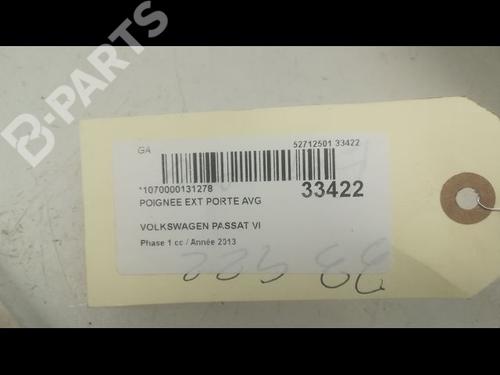 B-PARTS
GA
52712501 33422
*1070000131278
33422
POIGNEE EXT PORTE AVG
VOLKSWAGEN PASSAT VI
Phase 1 cc / Année 2013